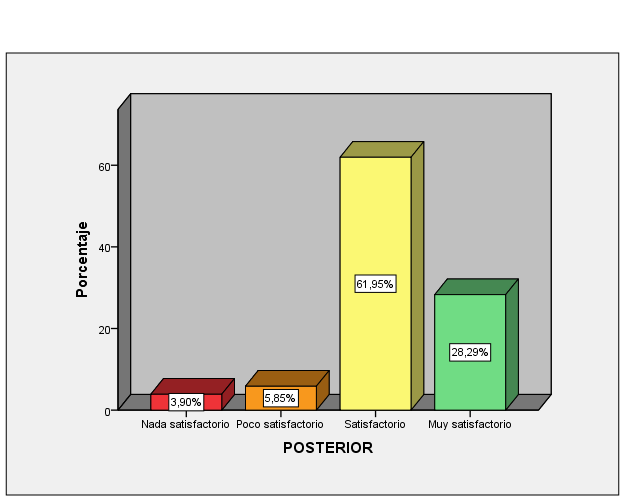 Porcentaje
60
40
20
0
61,95%
28,29%
3,90%
5,85%
Nada satisfactorio
Poco satisfactorio
Satisfactorio
Muy satisfactorio
POSTERIOR